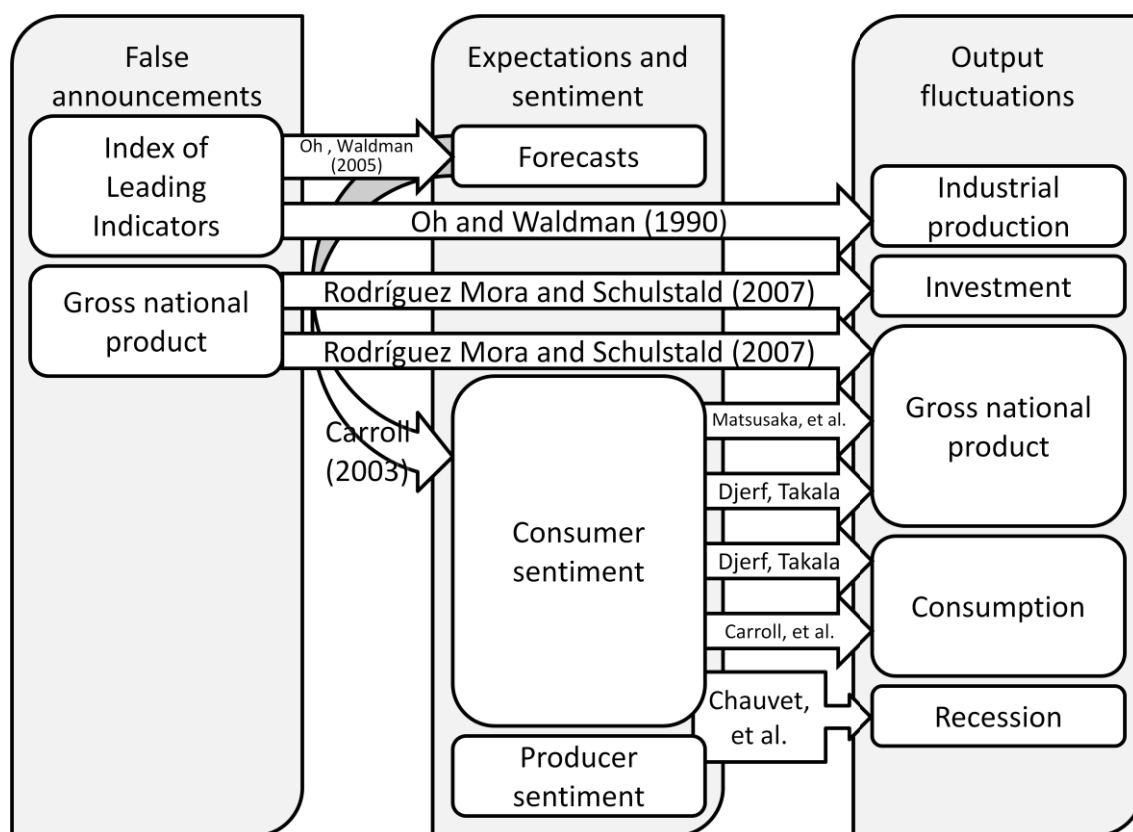 False
announcements
Index of
Leading
Indicators
Gross national
product
Oh , Waldman
(2005)
Oh and Waldman (1990)
Rodríguez Mora and Schulstald (2007)
Rodríguez Mora and Schulstald (2007)
Carroll
(2003)
Expectations and
sentiment
Forecasts
Consumer
sentiment
Producer
sentiment
Matsusaka, et al.
Djerf, Takala
Djerf, Takala
Carroll, et al.
Chauvet,
et al.
Output
fluctuations
Industrial
production
Investment
Gross national
product
Consumption
Recession